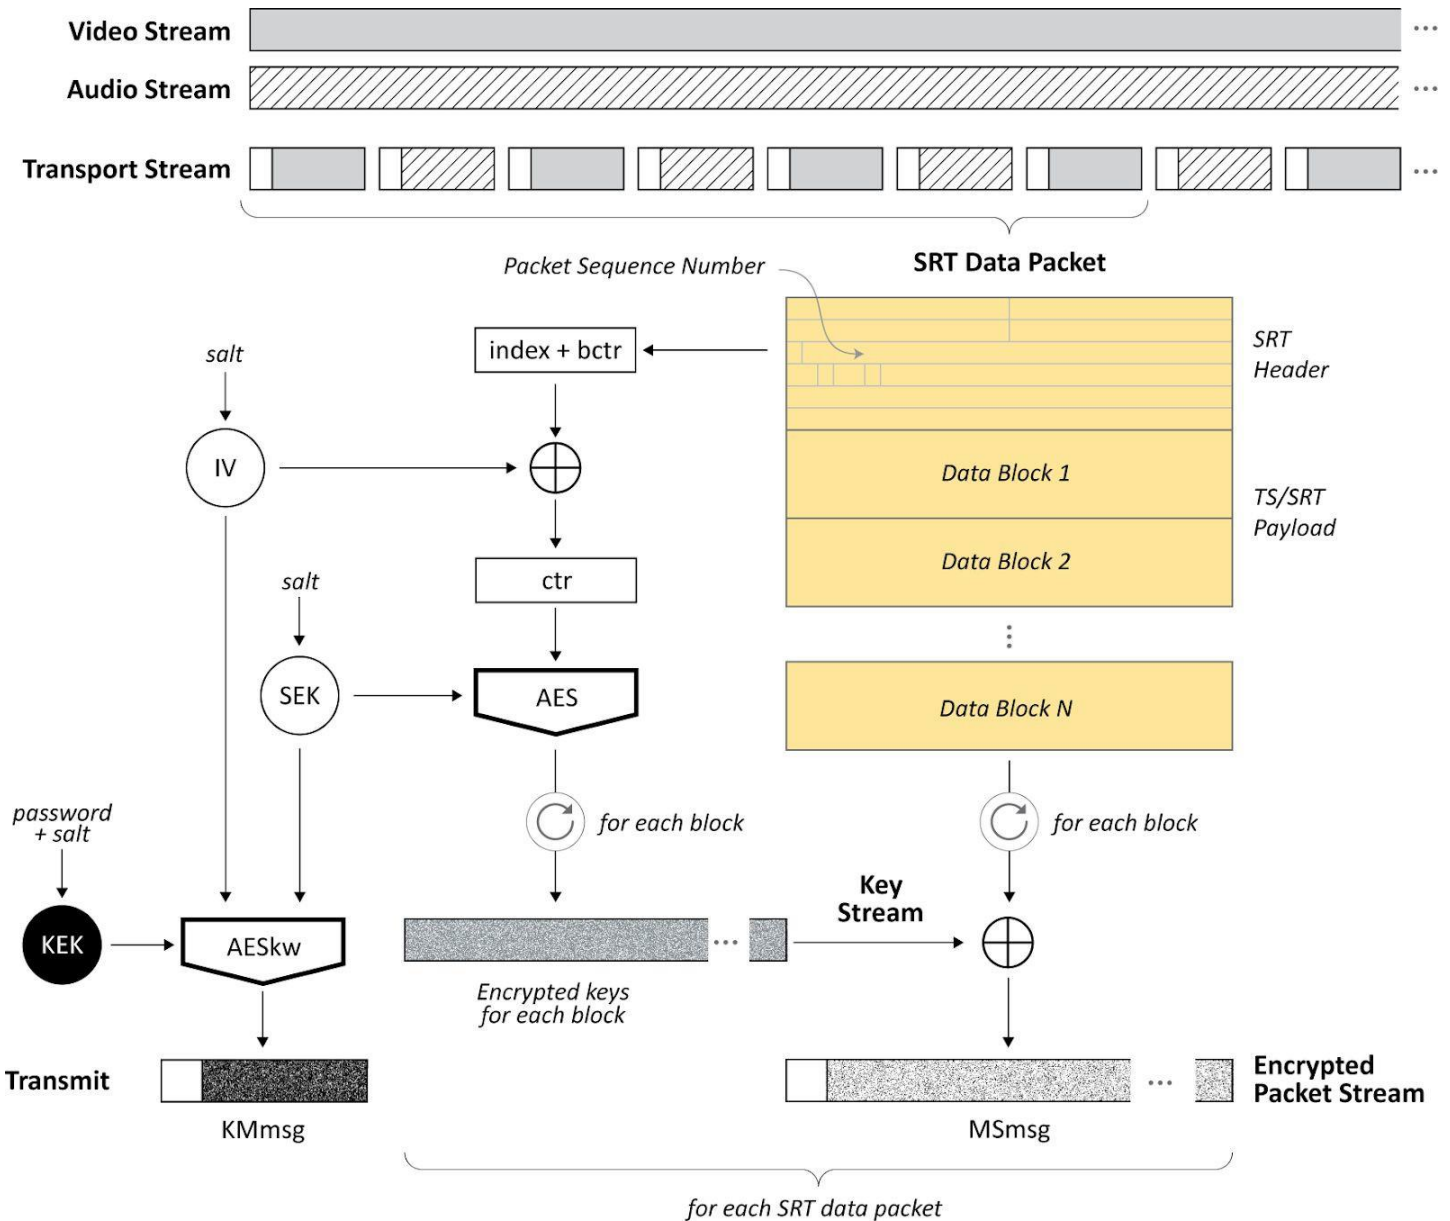 Video Stream
...
Audio Stream
...
Transport Stream
...
SRT Data Packet
Packet Sequence Number
index + bctr
SRT
Header
salt
IV
Data Block 1
TS/SRT
Payload
Data Block 2
ctr
salt
SEK
AES
Data Block N
password
+ salt
for each block
for each block
Key
Stream
KEK
AESkw
...
Encrypted keys
for each block
Transmit
...
Encrypted
Packet Stream
KMmsg
MSmsg
for each SRT data packet